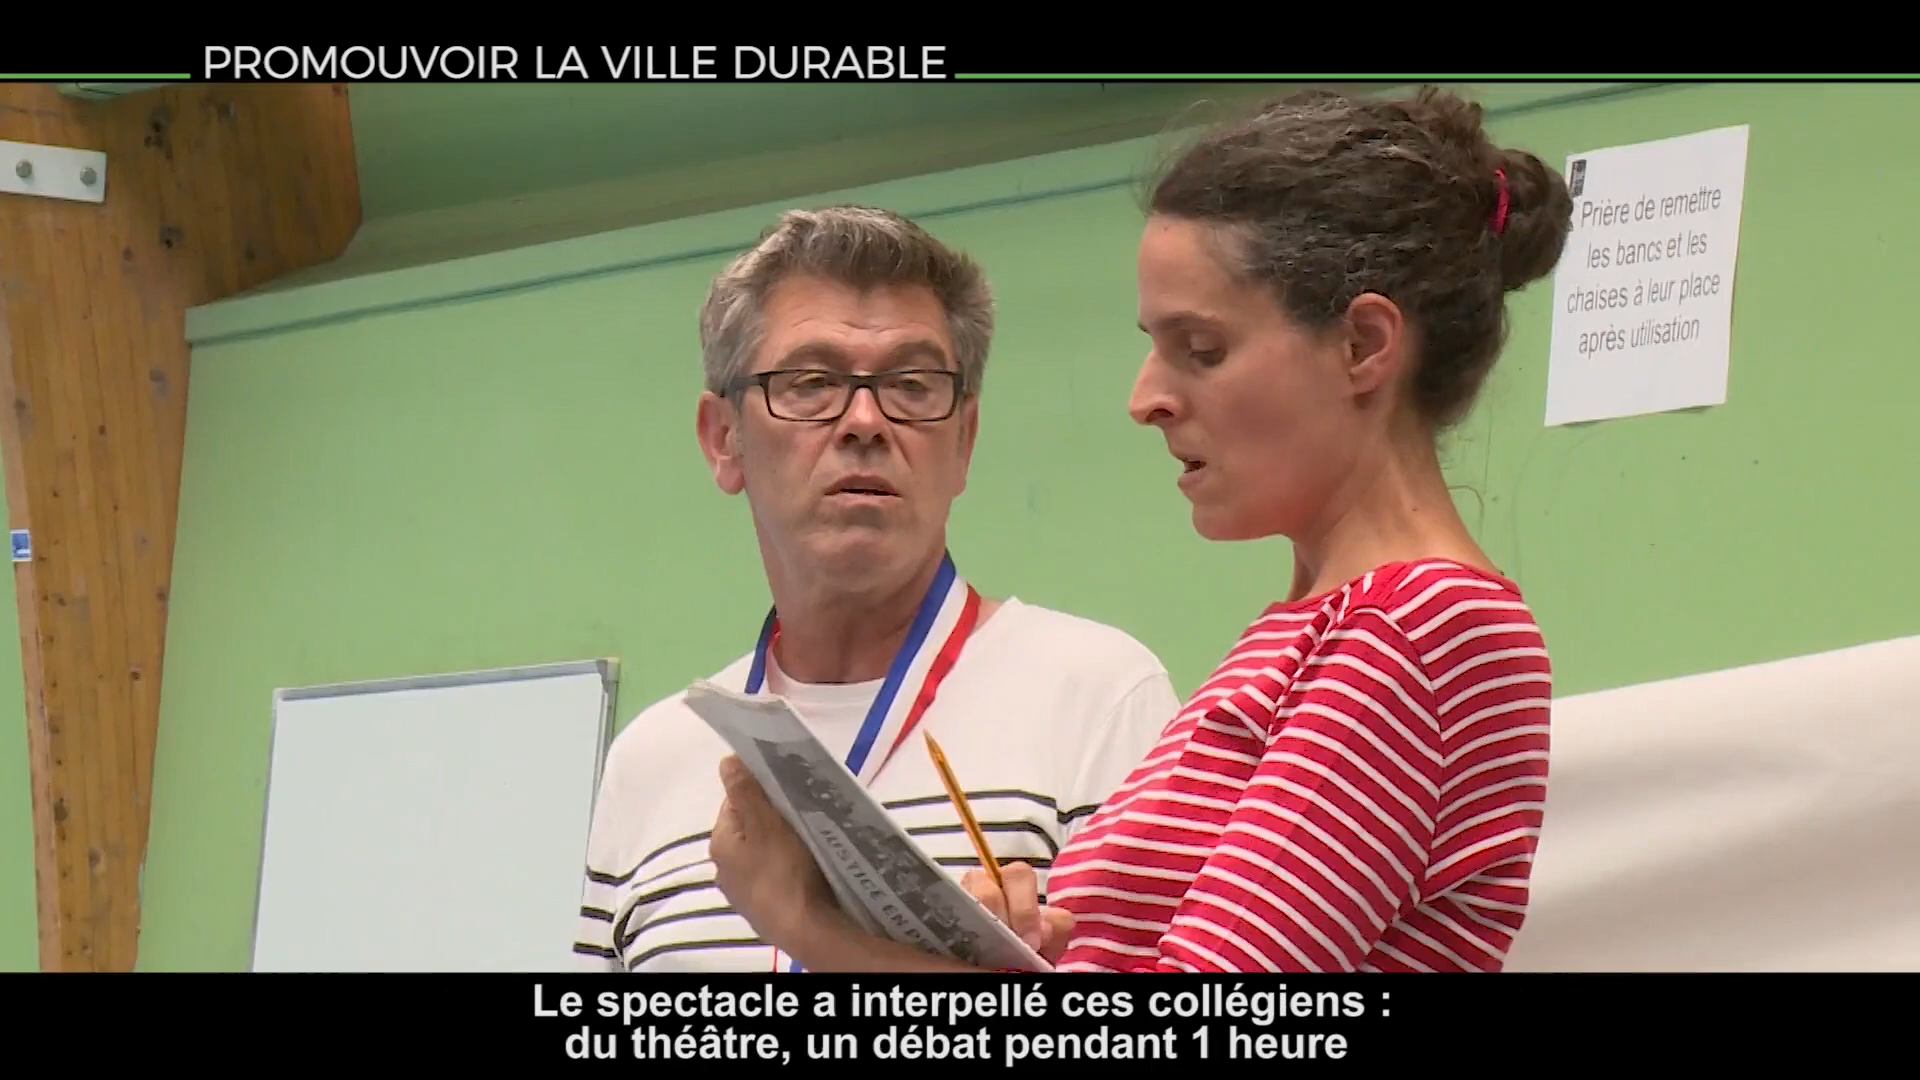 PROMOUVOIR LA VILLE DURABLE
Prière de remettre
les bancs et les
chaises à leur place
après utilisation
JUSTICE EN
Le spectacle a interpellé ces collégiens :
du théâtre, un débat pendant 1 heure